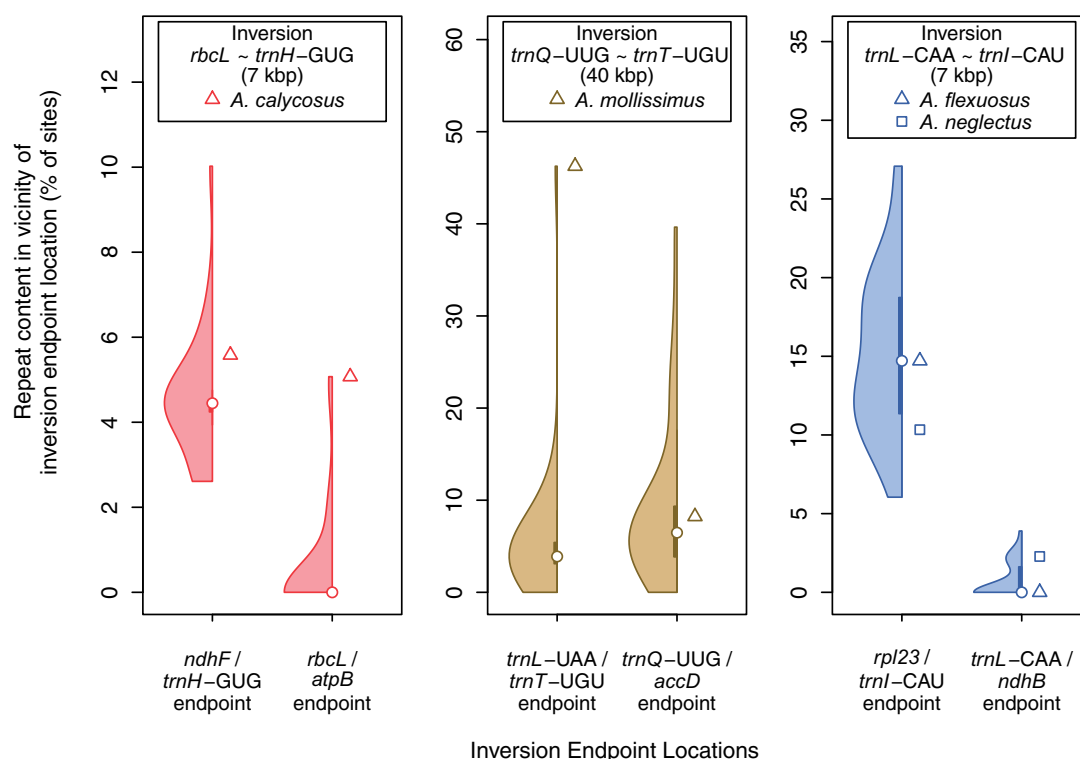 Repeat content in vicinity of
inversion endpoint location (% of sites)
0
2
4
6
8
10
12
Inversion
rbcL ~ trnH−GUG
(7 kbp)
A. calycosus
ndhF /
trnH−GUG
endpoint
rbcL /
atpB
endpoint
0
10
20
30
40
50
60
Inversion
trnQ−UUG ~ trnT−UGU
(40 kbp)
A. mollissimus
trnL−UAA /
trnT−UGU
endpoint
trnQ−UUG /
accD
endpoint
0
5
10
15
20
25
30
35
Inversion
trnL−CAA ~ trnI−CAU
(7 kbp)
A. flexuosus
A. neglectus
rpl23 /
trnI−CAU
endpoint
trnL−CAA /
ndhB
endpoint
Inversion Endpoint Locations